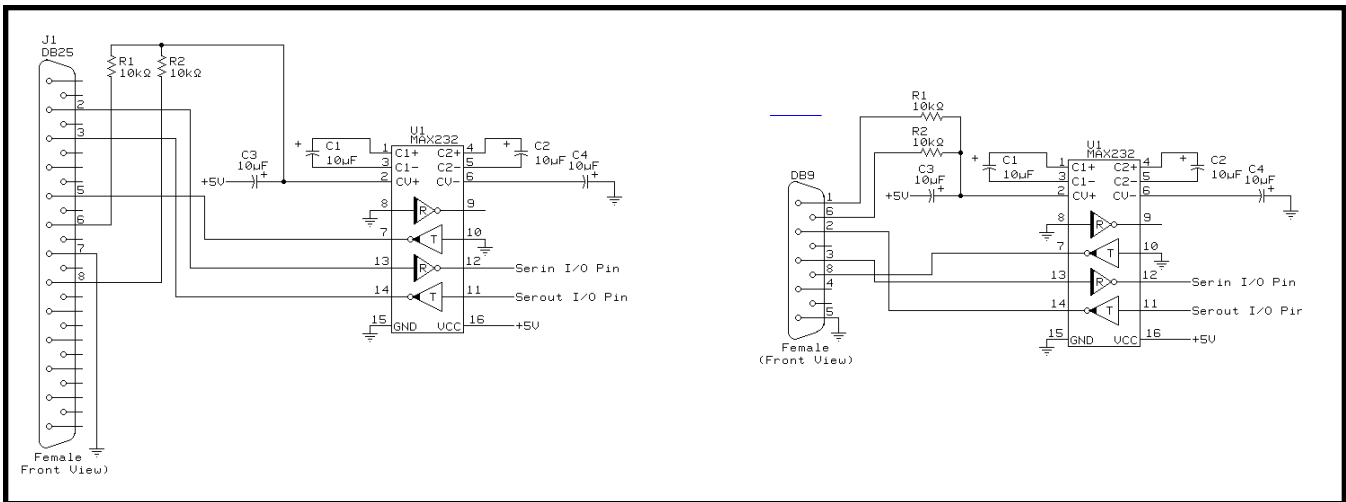 J1
DB25
R1
10kΩ
R2
10kΩ
2
3
5
6
7
8
Female
Front View)
C3
10µF
+
+5V
+
C1
10µF
U1
MAX232
1 C1+ C2+ 4
3 C1− C2− 5
2 CV+ CV− 6
+
C2
10µF
C4
10µF
+
8 R 9
7 T 10
13 R 12 Serin I/O Pin
14 T 11 Serout I/O Pin
15 GND VCC 16 +5V
R1
10kΩ
R2
10kΩ
C3
10µF
+
+5V
DB9
1
6
2
3
8
4
5
Female
(Front View)
+
C1
10µF
U1
MAX232
1 C1+ C2+ 4
3 C1− C2− 5
2 CV+ CV− 6
+
C2
10µF
C4
10µF
+
8 R 9
7 T 10
13 R 12 Serin I/O Pin
14 T 11 Serout I/O Pir
15 GND VCC 16 +5V